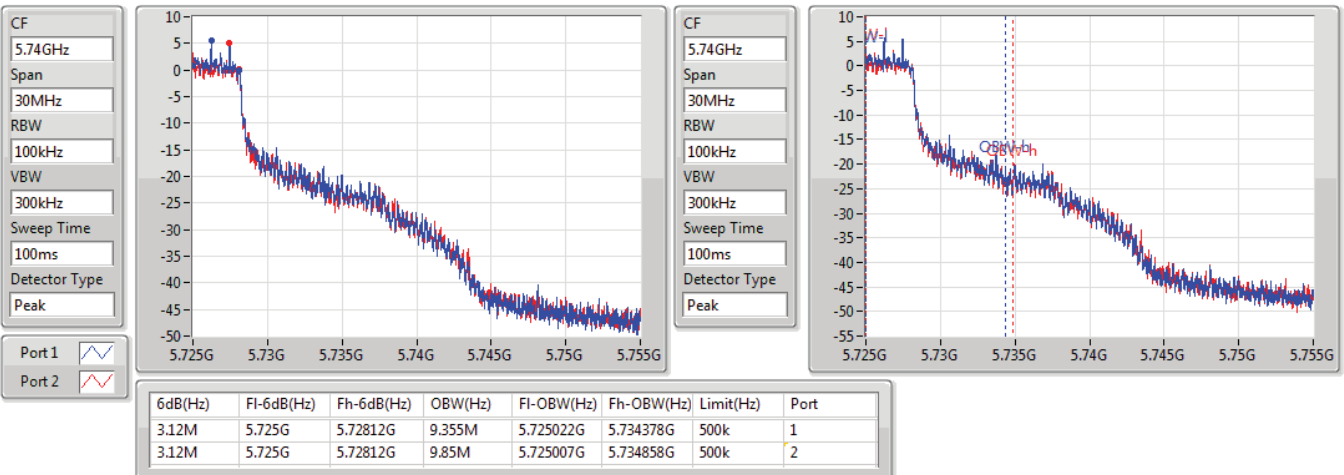 CF
5.74GHz
Span
30MHz
RBW
100kHz
VBW
300kHz
Sweep Time
100ms
Detector Type
Peak
Port 1
Port 2
10
5
0
-5
-10
-15
-20
-25
-30
-35
-40
-45
-50
5.725G 5.73G 5.735G 5.74G 5.745G 5.75G 5.755G
CF
5.74GHz
Span
30MHz
RBW
100kHz
VBW
300kHz
Sweep Time
100ms
Detector Type
Peak
10
5
0
-5
-10
-15
-20
-25
-30
-35
-40
-45
-50
-55
OBW-h
5.725G 5.73G 5.735G 5.74G 5.745G 5.75G 5.755G
6dB(Hz) Fl-6dB(Hz) Fh-6dB(Hz) OBW(Hz) Fl-OBW(Hz) Fh-OBW(Hz) Limit(Hz) Port
3.12M 5.725G 5.72812G 9.355M 5.725022G 5.734378G 500k 1
3.12M 5.725G 5.72812G 9.85M 5.725007G 5.734858G 500k 2